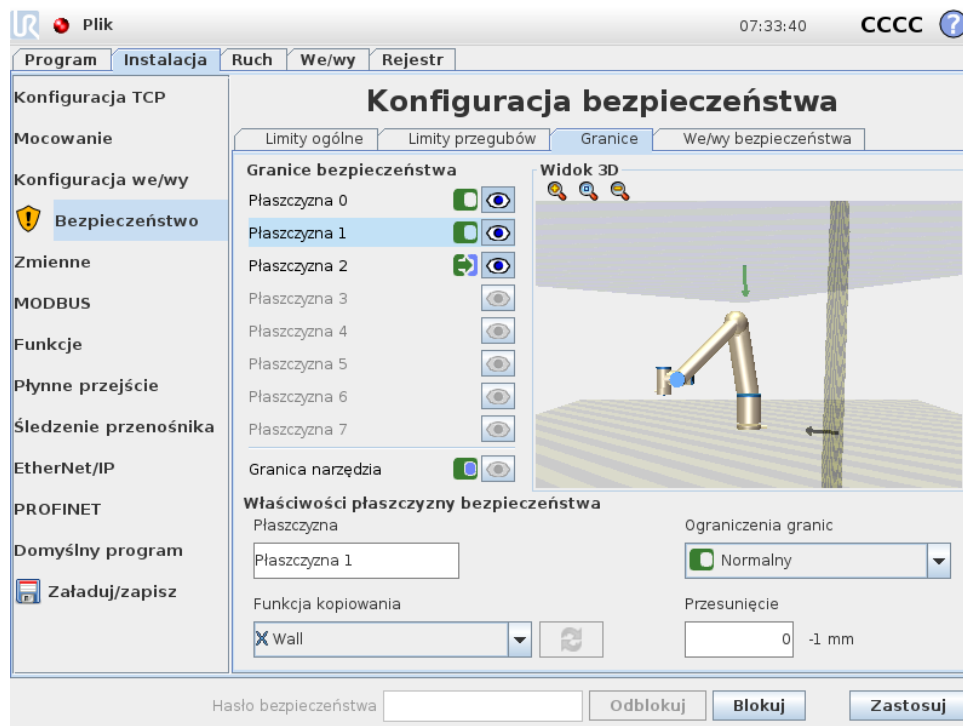 UR Plik 07:33:40 CCCC ?
Program Instalacja Ruch We/wy Rejestr
Konfiguracja TCP
Mocowanie
Konfiguracja we/wy
Bezpieczeństwo
Zmienne
MODBUS
Funkcje
Płynne przejście
Śledzenie przenośnika
EtherNet/IP
PROFINET
Domyślny program
Załaduj/zapisz
Konfiguracja bezpieczeństwa
Limity ogólne Limity przegubów Granice We/wy bezpieczeństwa
Granice bezpieczeństwa
Płaszczyzna 0
Płaszczyzna 1
Płaszczyzna 2
Płaszczyzna 3
Płaszczyzna 4
Płaszczyzna 5
Płaszczyzna 6
Płaszczyzna 7
Granica narzędzia
Widok 3D
Właściwości płaszczyzny bezpieczeństwa
Płaszczyzna
Płaszczyzna 1
Ograniczenia granic
Normalny
Funkcja kopiowania
Wall
Przesunięcie
0 -1 mm
Hasło bezpieczeństwa Odblokuj Blokuj Zastosuj